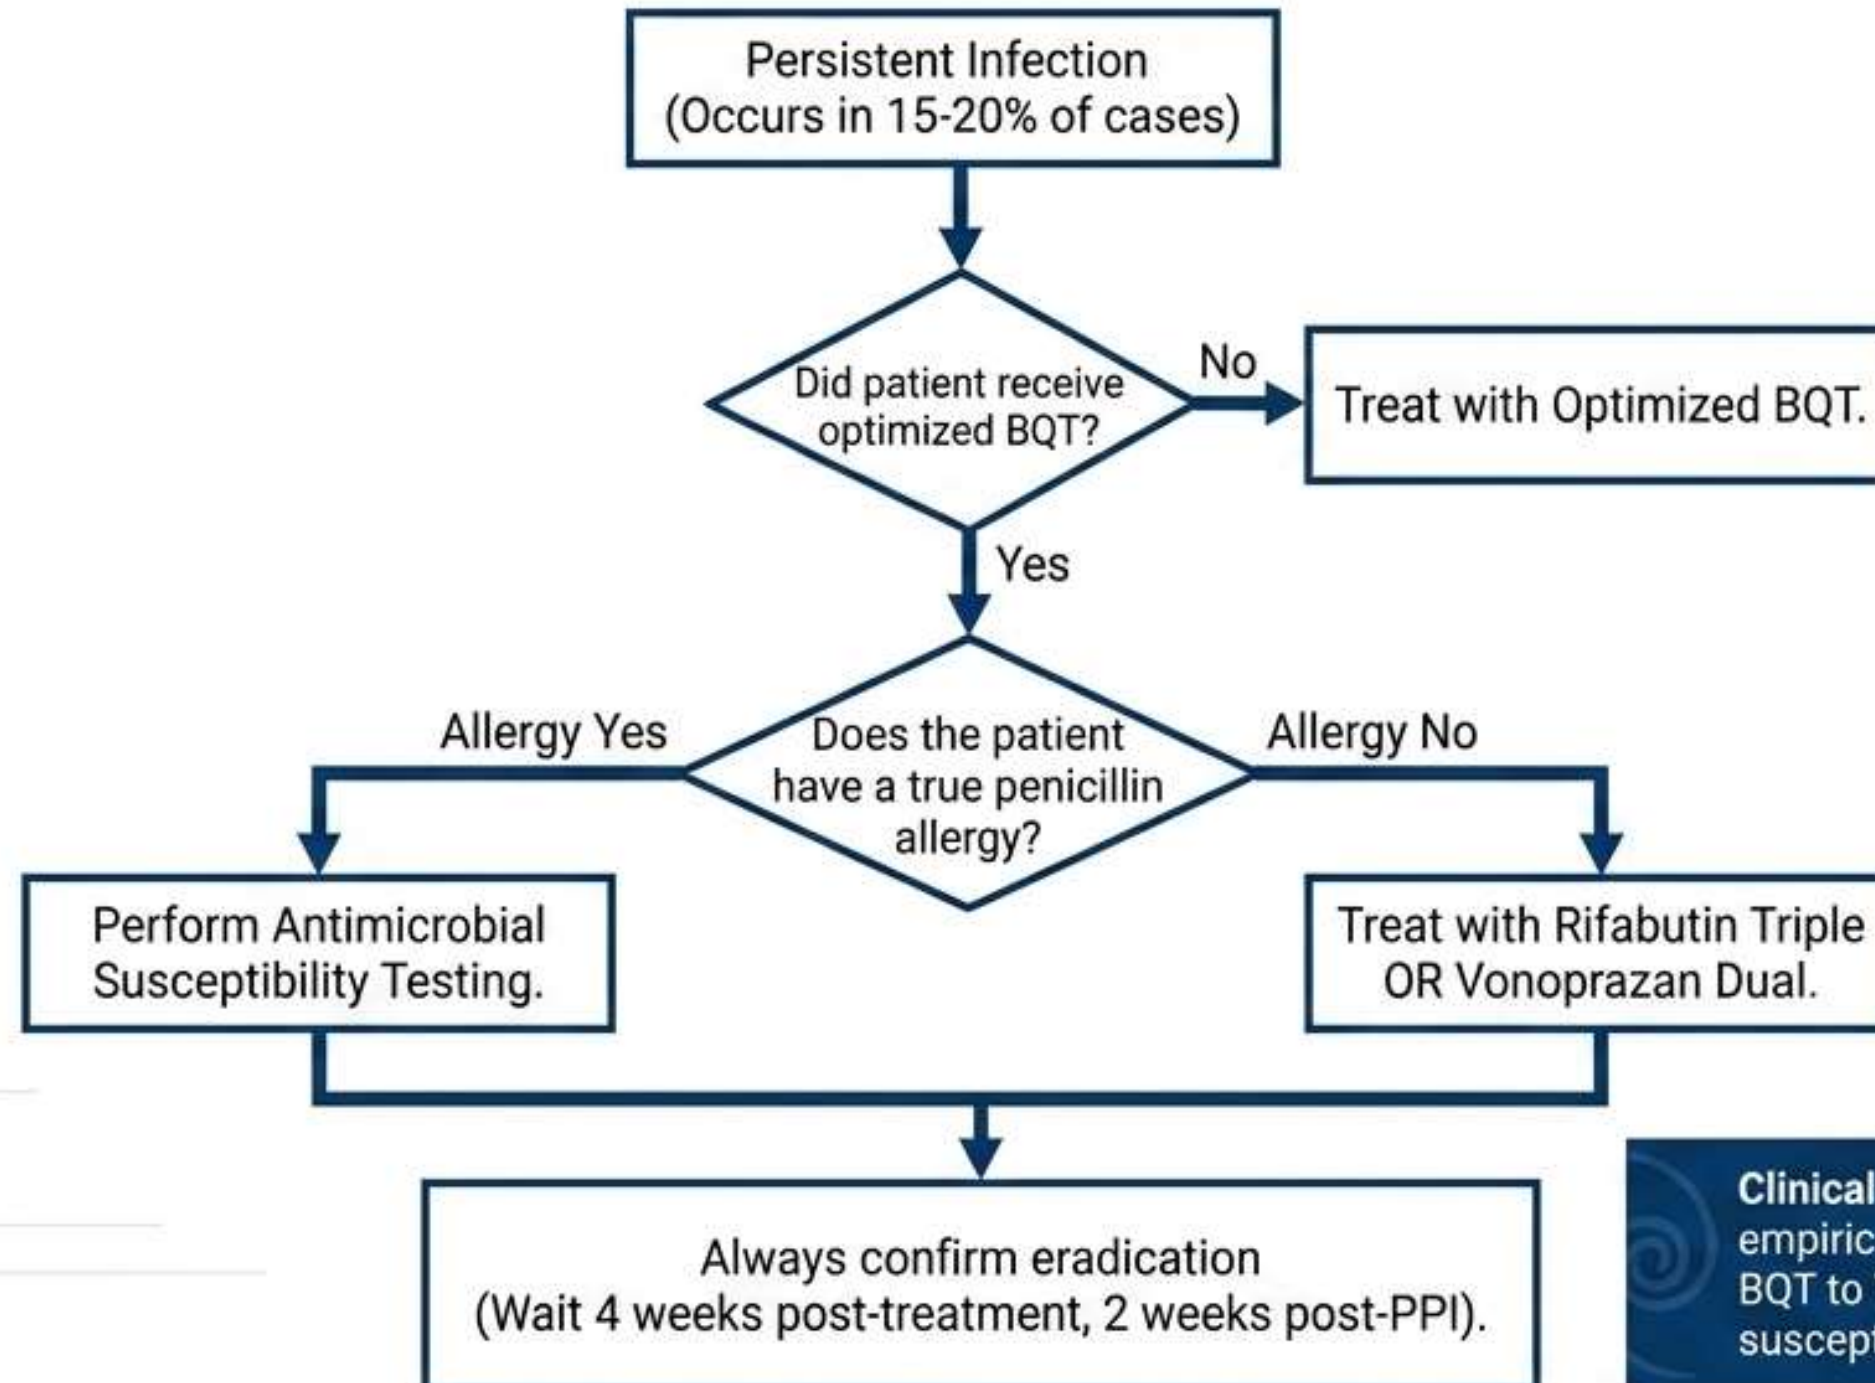 Persistent Infection
(Occurs in 15-20% of cases)
Did patient receive
optimized BQT?
No
Treat with Optimized BQT.
Yes
Allergy Yes
Does the patient
have a true penicillin
allergy?
Allergy No
Perform Antimicrobial
Susceptibility Testing.
Treat with Rifabutin Triple
OR Vonoprazan Dual.
Always confirm eradication
(Wait 4 weeks post-treatment, 2 weeks post-PPI).
Clinical
BQT to